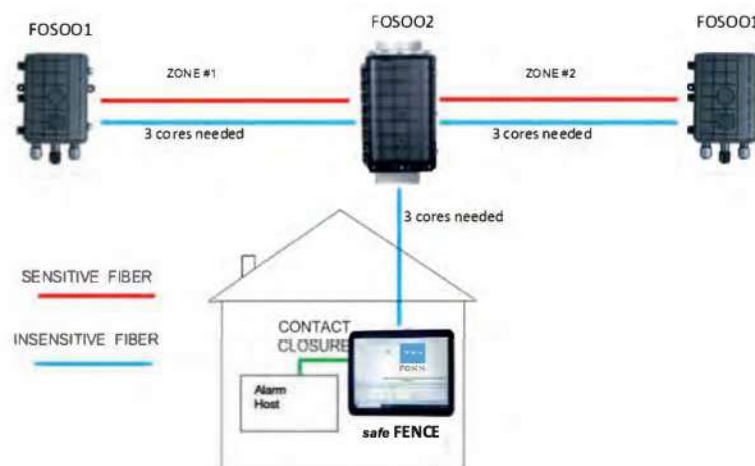 FOSOO1
FOSOO2
FOSOO1
ZONE #1
ZONE #2
3 cores needed
3 cores needed
3 cores needed
SENSITIVE FIBER
INSENSITIVE FIBER
CONTACT
CLOSURE
Alarm
Host
safe FENCE